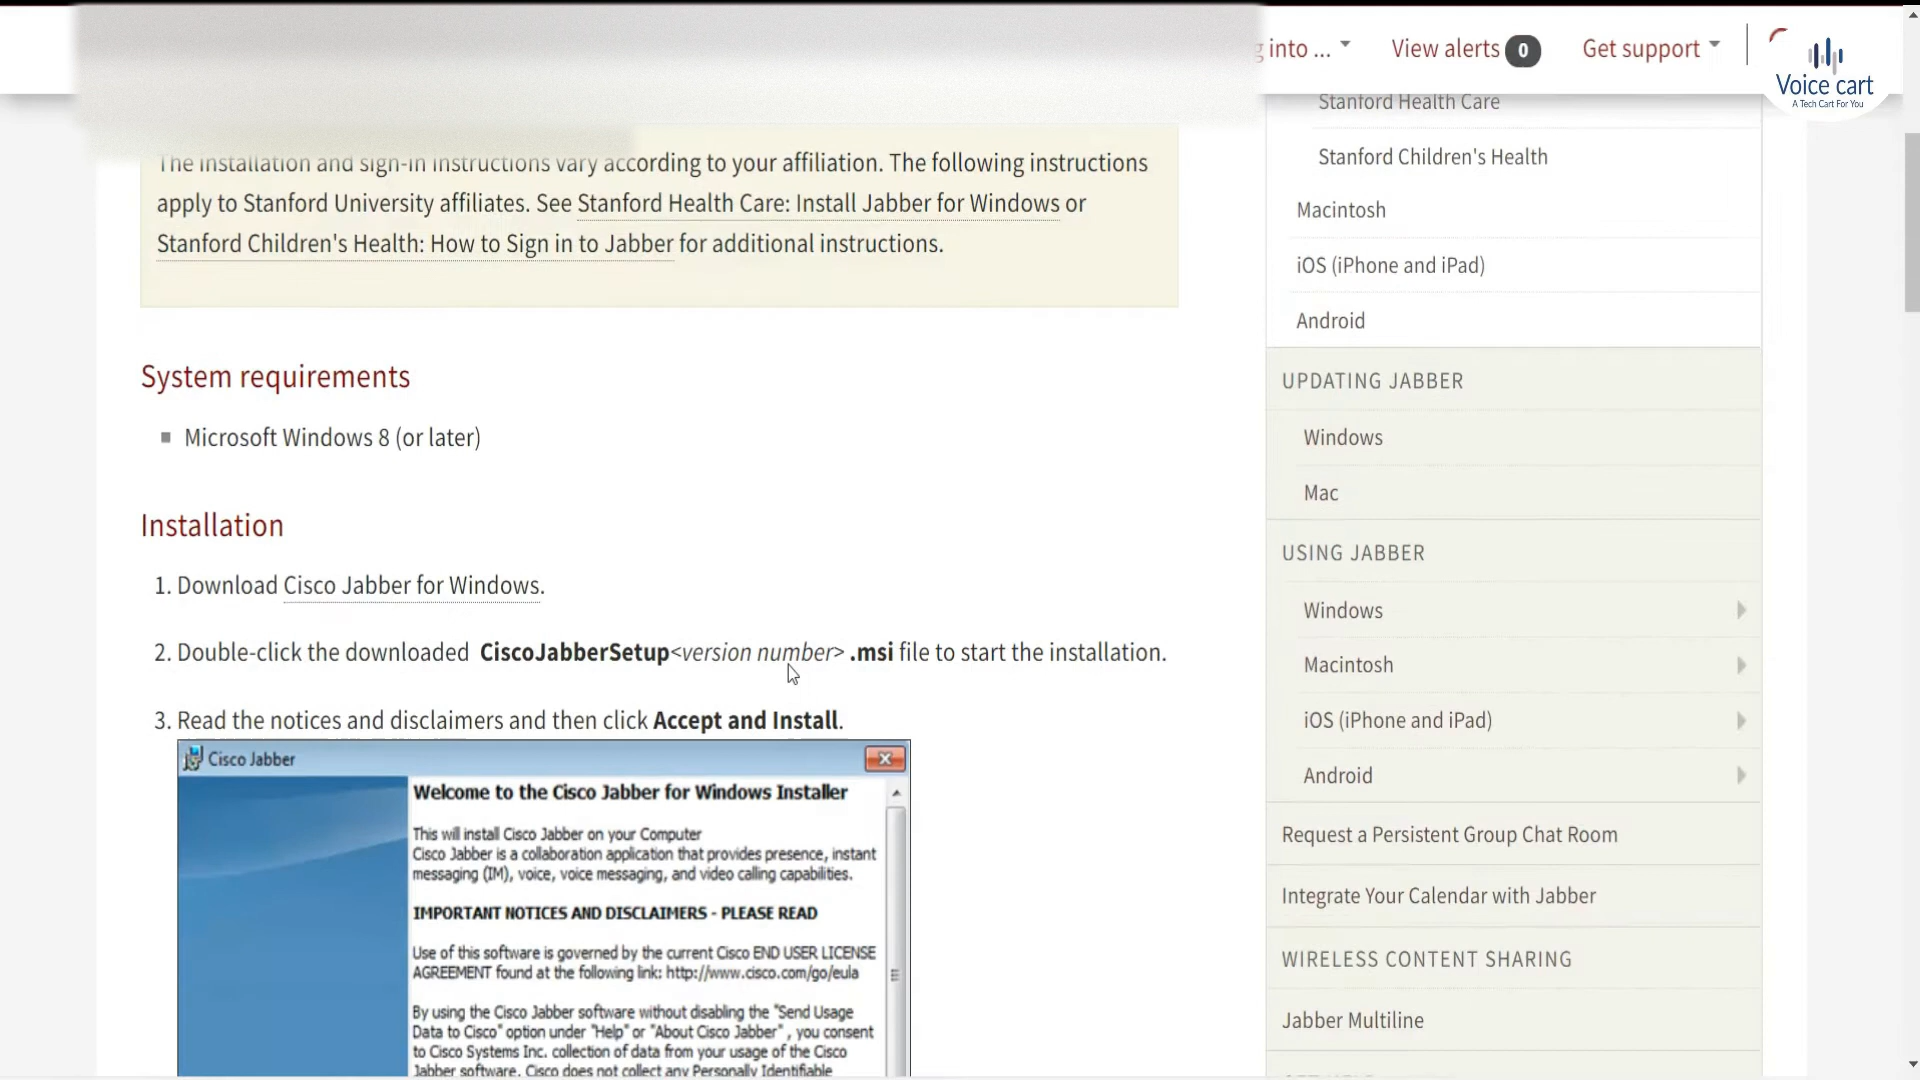 into ...
View alerts 0
Get support
Voice cart
A Tech Cart For You
The installation and sign-in instructions vary according to your affiliation. The following instructions
apply to Stanford University affiliates. See Stanford Health Care: Install Jabber for Windows or
Stanford Children's Health: How to Sign in to Jabber for additional instructions.
System requirements
Microsoft Windows 8 (or later)
Installation
1. Download Cisco Jabber for Windows.
2. Double-click the downloaded CiscoJabberSetup<version number> .msi file to start the installation.
3. Read the notices and disclaimers and then click Accept and Install.
Cisco Jabber
Welcome to the Cisco Jabber for Windows Installer
This will install Cisco Jabber on your Computer
Cisco Jabber is a collaboration application that provides presence, instant
messaging (IM), voice, voice messaging, and video calling capabilities.
IMPORTANT NOTICES AND DISCLAIMERS - PLEASE READ
Use of this software is governed by the current Cisco END USER LICENSE
AGREEMENT found at the following link: http://www.cisco.com/go/eula
By using the Cisco Jabber software without disabling the "Send Usage
Data to Cisco" option under "Help" or "About Cisco Jabber" , you consent
to Cisco Systems Inc. collection of data from your usage of the Cisco
Jabber software. Cisco does not collect any Personally Identifiable
Stanford Health Care
Stanford Children's Health
Macintosh
iOS (iPhone and iPad)
Android
UPDATING JABBER
Windows
Mac
USING JABBER
Windows
Macintosh
iOS (iPhone and iPad)
Android
Request a Persistent Group Chat Room
Integrate Your Calendar with Jabber
WIRELESS CONTENT SHARING
Jabber Multiline